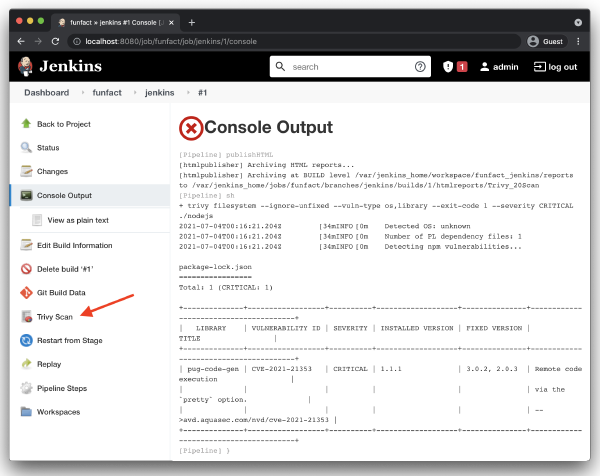 funfact » jenkins #1 Console [J
localhost:8080/job/funfact/job/jenkins/1/console
Guest
Jenkins
search
1
admin
log out
Dashboard
funfact
jenkins
#1
Back to Project
Status
Changes
Console Output
View as plain text
Edit Build Information
Delete build ‘#1’
Git Build Data
Trivy Scan
Restart from Stage
Replay
Pipeline Steps
Workspaces
Console Output
[Pipeline] publishHTML
[htmlpublisher] Archiving HTML reports...
[htmlpublisher] Archiving at BUILD level /var/jenkins_home/workspace/funfact_jenkins/reports
to /var/jenkins_home/jobs/funfact/branches/jenkins/builds/1/htmlreports/Trivy_20Scan
[Pipeline] sh
+ trivy filesystem --ignore-unfixed --vuln-type os,library --exit-code 1 --severity CRITICAL
./nodejs
2021-07-04T00:16:21.204Z [34mINFO[0m Detected OS: unknown
2021-07-04T00:16:21.204Z [34mINFO[0m Number of PL dependency files: 1
2021-07-04T00:16:21.204Z [34mINFO[0m Detecting npm vulnerabilities...
package-lock.json
=================
Total: 1 (CRITICAL: 1)
+--------------+------------------+----------+-------------------+---------------+-----------
--------------------------+
| LIBRARY | VULNERABILITY ID | SEVERITY | INSTALLED VERSION | FIXED VERSION |
TITLE |
+--------------+------------------+----------+-------------------+---------------+-----------
--------------------------+
| pug-code-gen | CVE-2021-21353 | CRITICAL | 1.1.1 | 3.0.2, 2.0.3 | Remote code
execution |
| | | | | | via the
`pretty` option. |
| | | | | | --
>avd.aquasec.com/nvd/cve-2021-21353 |
+--------------+------------------+----------+-------------------+---------------+-----------
--------------------------+
[Pipeline] }